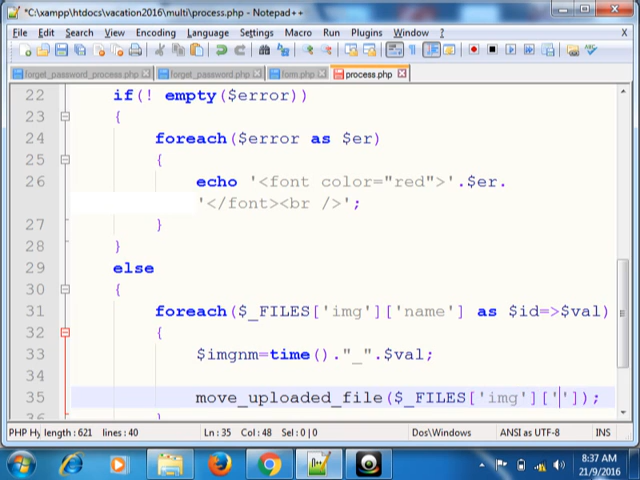 *C:\xampp\htdocs\vacation2016\multi\process.php - Notepad++
File Edit Search View Encoding Language Settings Macro Run Plugins Window ? X
forget_password_process.php forget_password.php form.php process.php
22 if(! empty($error))
23 {
24 foreach($error as $er)
25 {
26 echo '<font color="red">'.$er.
'</font><br />';
27 }
28 }
29 else
30 {
31 foreach($_FILES['img']['name'] as $id=>$val)
32 {
33 $imgnm=time()."_".$val;
34
35 move_uploaded_file($_FILES['img']['']);
36 }
PHP Hy length : 621 lines : 40 Ln : 35 Col : 48 Sel : 0 | 0 Dos\Windows ANSI as UTF-8 INS
8:37 AM
21/9/2016